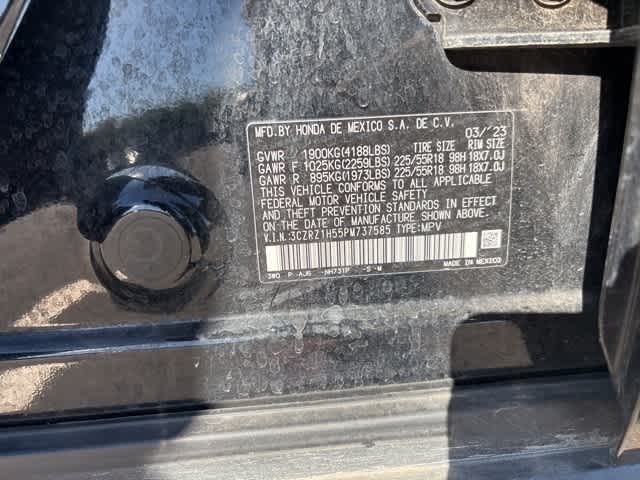 MFD.BY HONDA DE MEXICO S.A. DE C.V. 03/'23
GVWR 1900KG(4188LBS) TIRE SIZE RIM SIZE
GAWR F 1025KG(2259LBS) 225/55R18 98H 18X7.0J
GAWR R 895KG(1973LBS) 225/55R18 98H 18X7.0J
THIS VEHICLE CONFORMS TO ALL APPLICABLE
FEDERAL MOTOR VEHICLE SAFETY
AND THEFT PREVENTION STANDARDS IN EFFECT
ON THE DATE OF MANUFACTURE SHOWN ABOVE.
V.I.N.:3CZRZ1H55PM737585 TYPE:MPV
3W0 P AJ6 NH731P -S-M MADE IN MEXICO